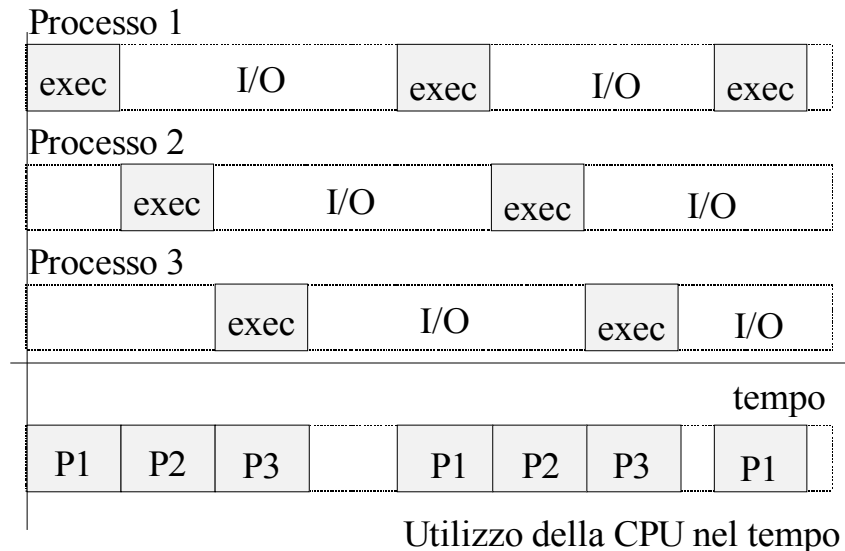 Processo 1
exec I/O exec I/O exec
Processo 2
exec I/O exec I/O
Processo 3
exec I/O exec I/O
tempo
P1 P2 P3 P1 P2 P3 P1
Utilizzo della CPU nel tempo